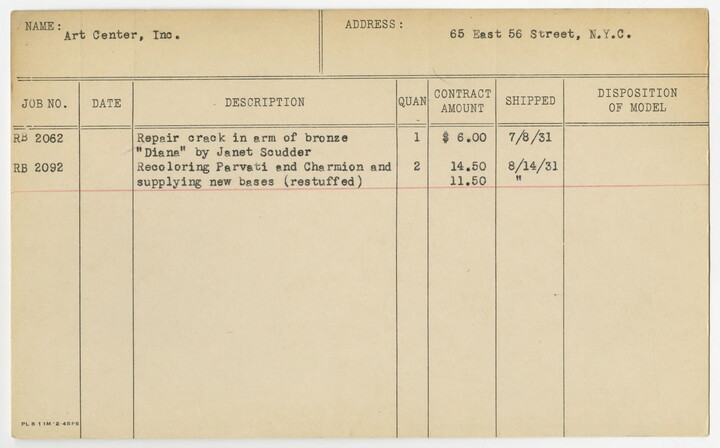 NAME: Art Center, Inc. ADDRESS: 65 East 56 Street, N.Y.C.
JOB NO. DATE DESCRIPTION QUAN CONTRACT AMOUNT SHIPPED DISPOSITION OF MODEL
RB 2062 Repair crack in arm of bronze 1 $ 6.00 7/8/31
"Diana" by Janet Scudder
RB 2092 Recoloring Parvati and Charmion and 2 14.50 8/14/31
supplying new bases (restuffed) 11.50 "